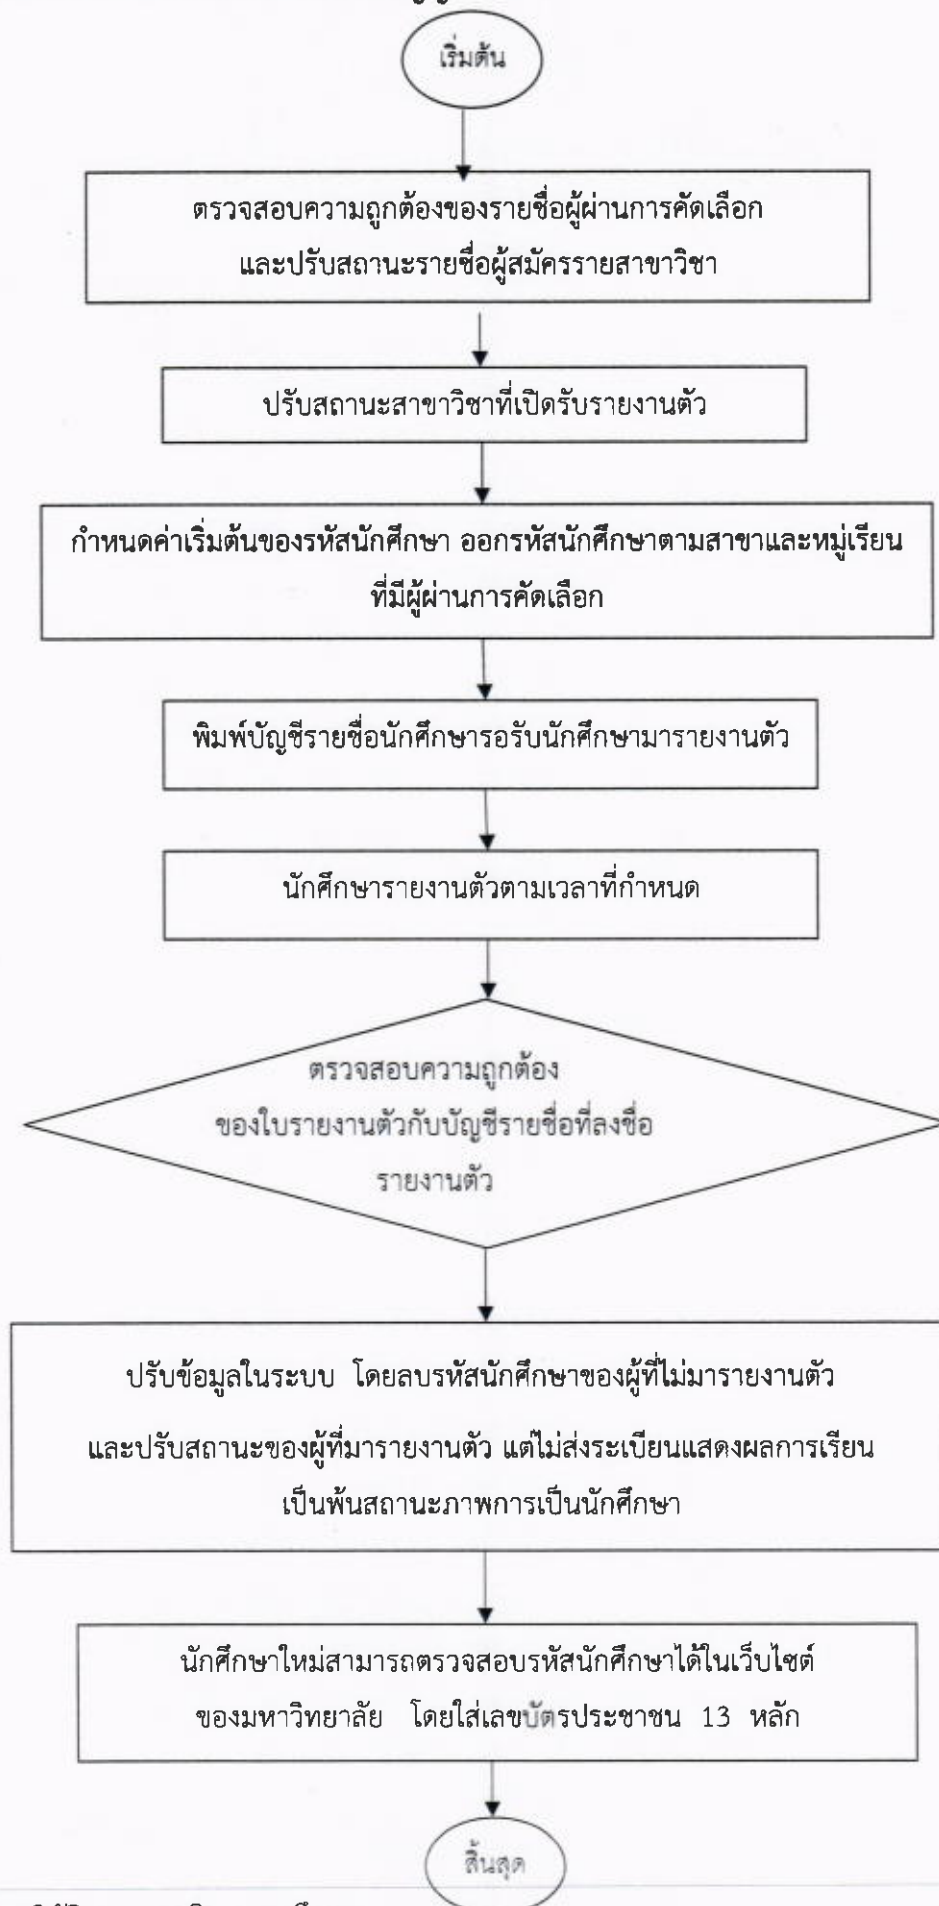 เริ่มต้น
ตรวจสอบความถูกต้องของรายชื่อผู้ผ่านการคัดเลือก
และปรับสถานะรายชื่อผู้สมัครรายสาขาวิชา
ปรับสถานะสาขาวิชาที่เปิดรับรายงานตัว
กำหนดค่าเริ่มต้นของรหัสนักศึกษา ออกรหัสนักศึกษาตามสาขาและหมู่เรียน
ที่มีผู้ผ่านการคัดเลือก
พิมพ์บัญชีรายชื่อนักศึกษารอรับนักศึกษามารายงานตัว
นักศึกษารายงานตัวตามเวลาที่กำหนด
ตรวจสอบความถูกต้อง
ของใบรายงานตัวกับบัญชีรายชื่อที่ลงชื่อ
รายงานตัว
ปรับข้อมูลในระบบ โดยลบรหัสนักศึกษาของผู้ที่ไม่มารายงานตัว
และปรับสถานะของผู้ที่มารายงานตัว แต่ไม่ส่งระเบียนแสดงผลการเรียน
เป็นพ้นสถานะภาพการเป็นนักศึกษา
นักศึกษาใหม่สามารถตรวจสอบรหัสนักศึกษาได้ในเว็บไซต์
ของมหาวิทยาลัย โดยใส่เลขบัตรประชาชน 13 หลัก
สิ้นสุด